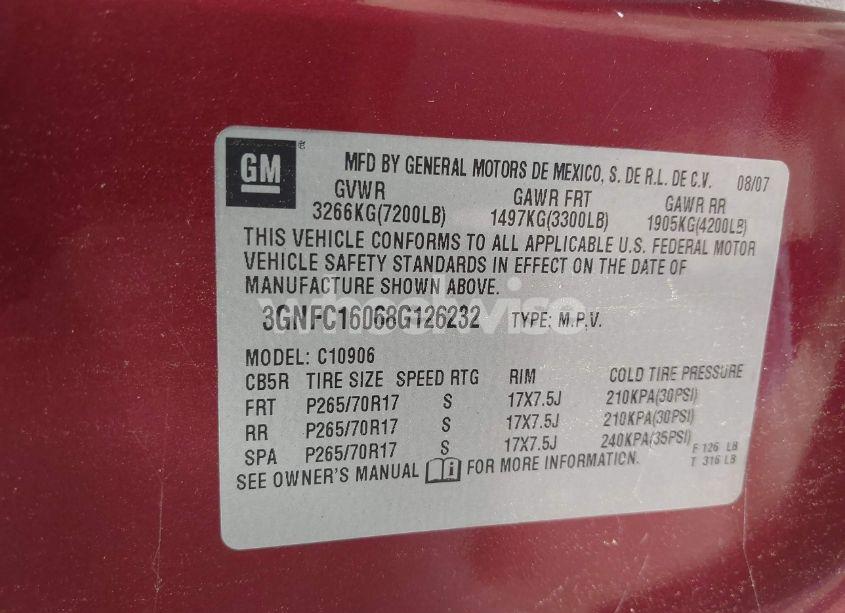 GM
MFD BY GENERAL MOTORS DE MEXICO, S. DE R.L. DE C.V. 08/07
GVWR GAWR FRT GAWR RR
3266KG(7200LB) 1497KG(3300LB) 1905KG(4200LB)
THIS VEHICLE CONFORMS TO ALL APPLICABLE U.S. FEDERAL MOTOR
VEHICLE SAFETY STANDARDS IN EFFECT ON THE DATE OF
MANUFACTURE SHOWN ABOVE.
wheelwise
3GNFC16068G126232 TYPE: M.P.V.
MODEL: C10906
CB5R TIRE SIZE SPEED RTG RIM COLD TIRE PRESSURE
FRT P265/70R17 S 17X7.5J 210KPA(30PSI)
RR P265/70R17 S 17X7.5J 210KPA(30PSI)
SPA P265/70R17 S 17X7.5J 240KPA(35PSI)
F 126 LB
T 316 LB
SEE OWNER'S MANUAL FOR MORE INFORMATION.